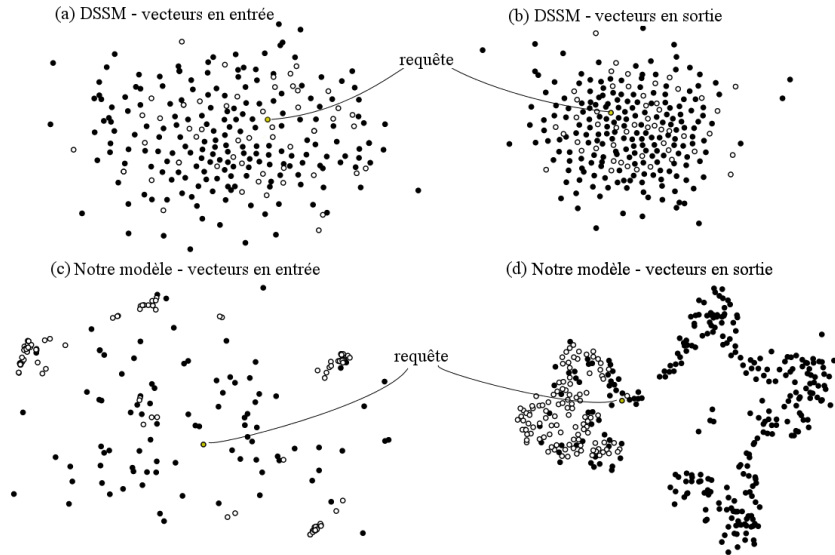 (a) DSSM - vecteurs en entrée
(b) DSSM - vecteurs en sortie
requête
(c) Notre modèle - vecteurs en entrée
(d) Notre modèle - vecteurs en sortie
requête